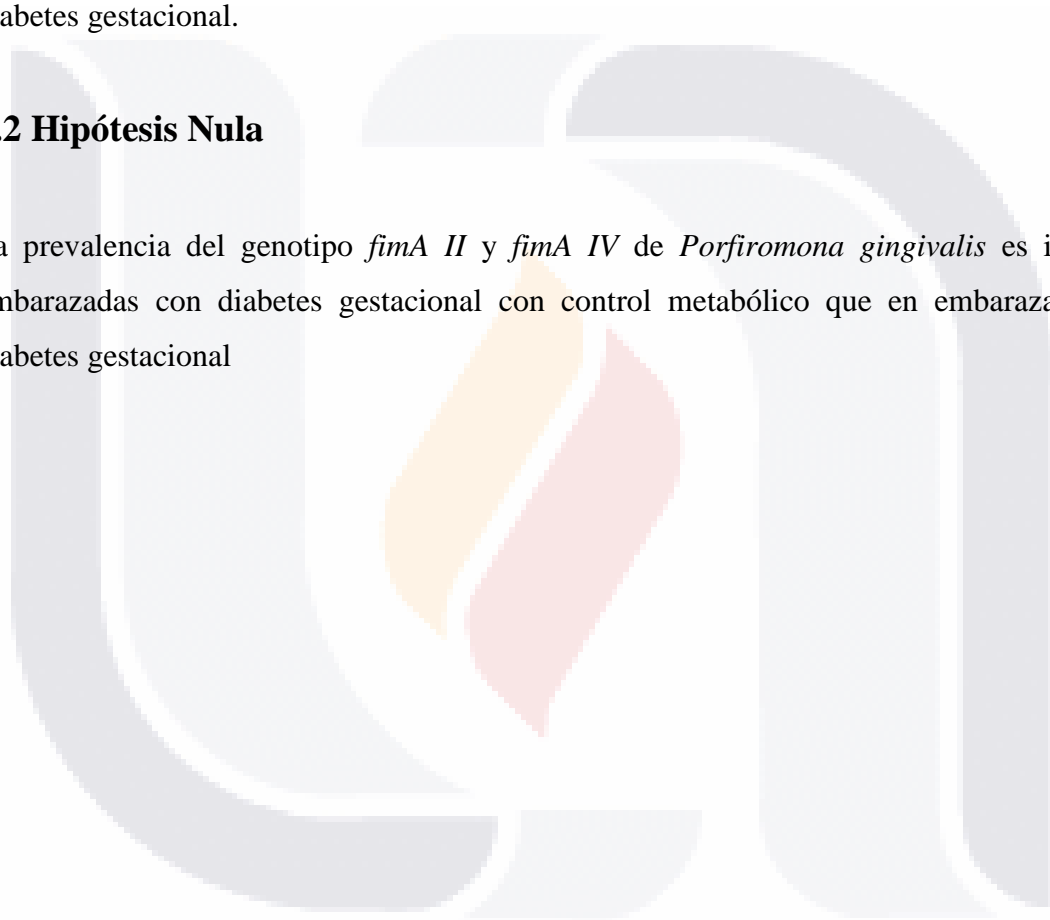 abetes gestacional.
.2 Hipótesis Nula
a prevalencia del genotipo fimA II y fimA IV de Porfiromona gingivalis es i
mbarazadas con diabetes gestacional con control metabólico que en embaraza
abetes gestacional